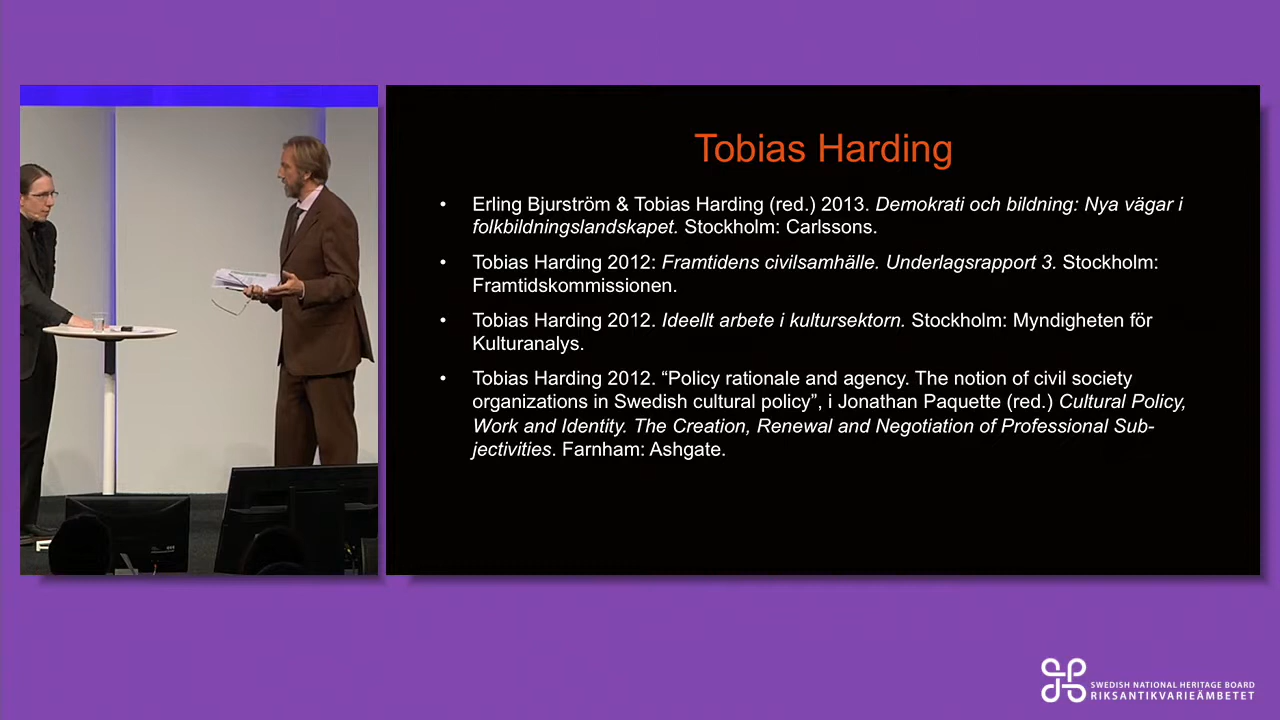 Tobias Harding
• Erling Bjurström & Tobias Harding (red.) 2013. Demokrati och bildning: Nya vägar i
folkbildningslandskapet. Stockholm: Carlssons.
• Tobias Harding 2012: Framtidens civilsamhälle. Underlagsrapport 3. Stockholm:
Framtidskommissionen.
• Tobias Harding 2012. Ideellt arbete i kultursektorn. Stockholm: Myndigheten för
Kulturanalys.
• Tobias Harding 2012. “Policy rationale and agency. The notion of civil society
organizations in Swedish cultural policy”, i Jonathan Paquette (red.) Cultural Policy,
Work and Identity. The Creation, Renewal and Negotiation of Professional Sub-
jectivities. Farnham: Ashgate.
SWEDISH NATIONAL HERITAGE BOARD
RIKSANTIKVARIEÄMBETET